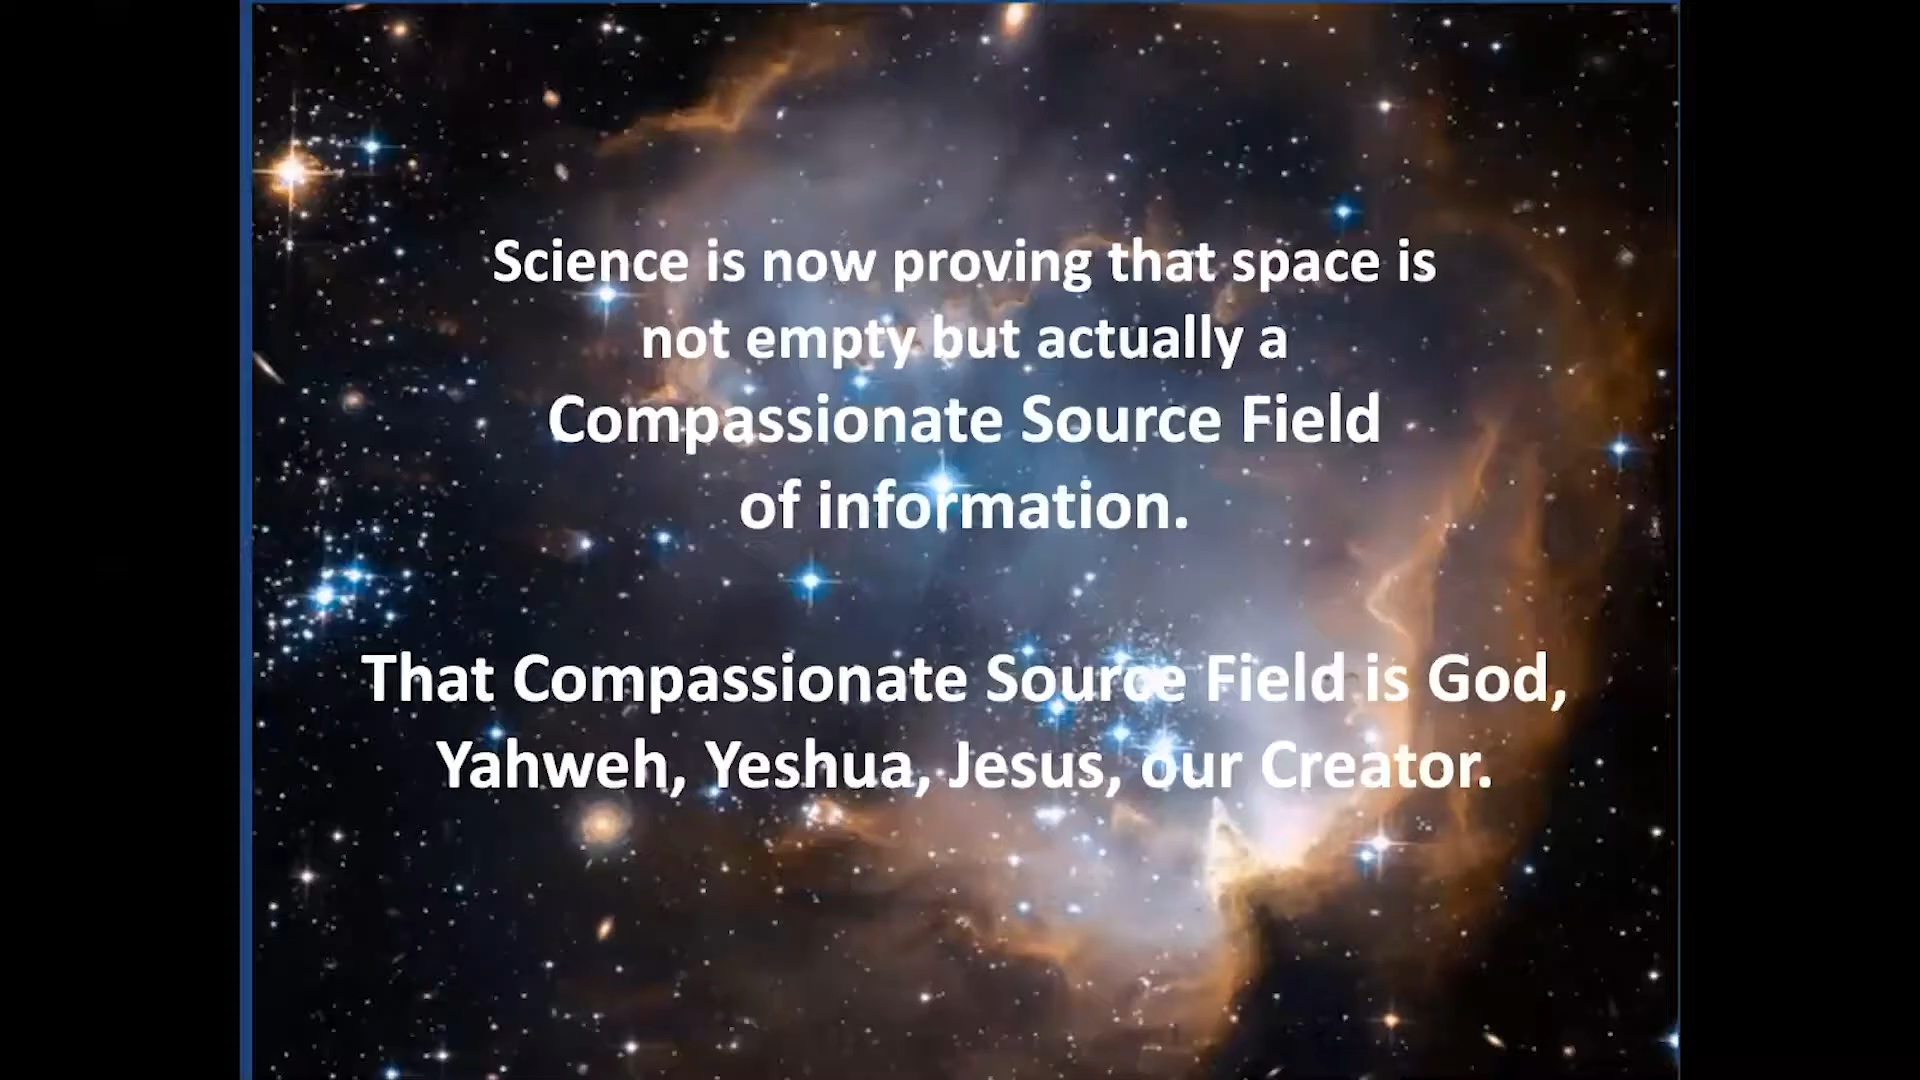 Science is now proving that space is
not empty but actually a
Compassionate Source Field
of information.
That Compassionate Source Field is God,
Yahweh, Yeshua, Jesus, our Creator.